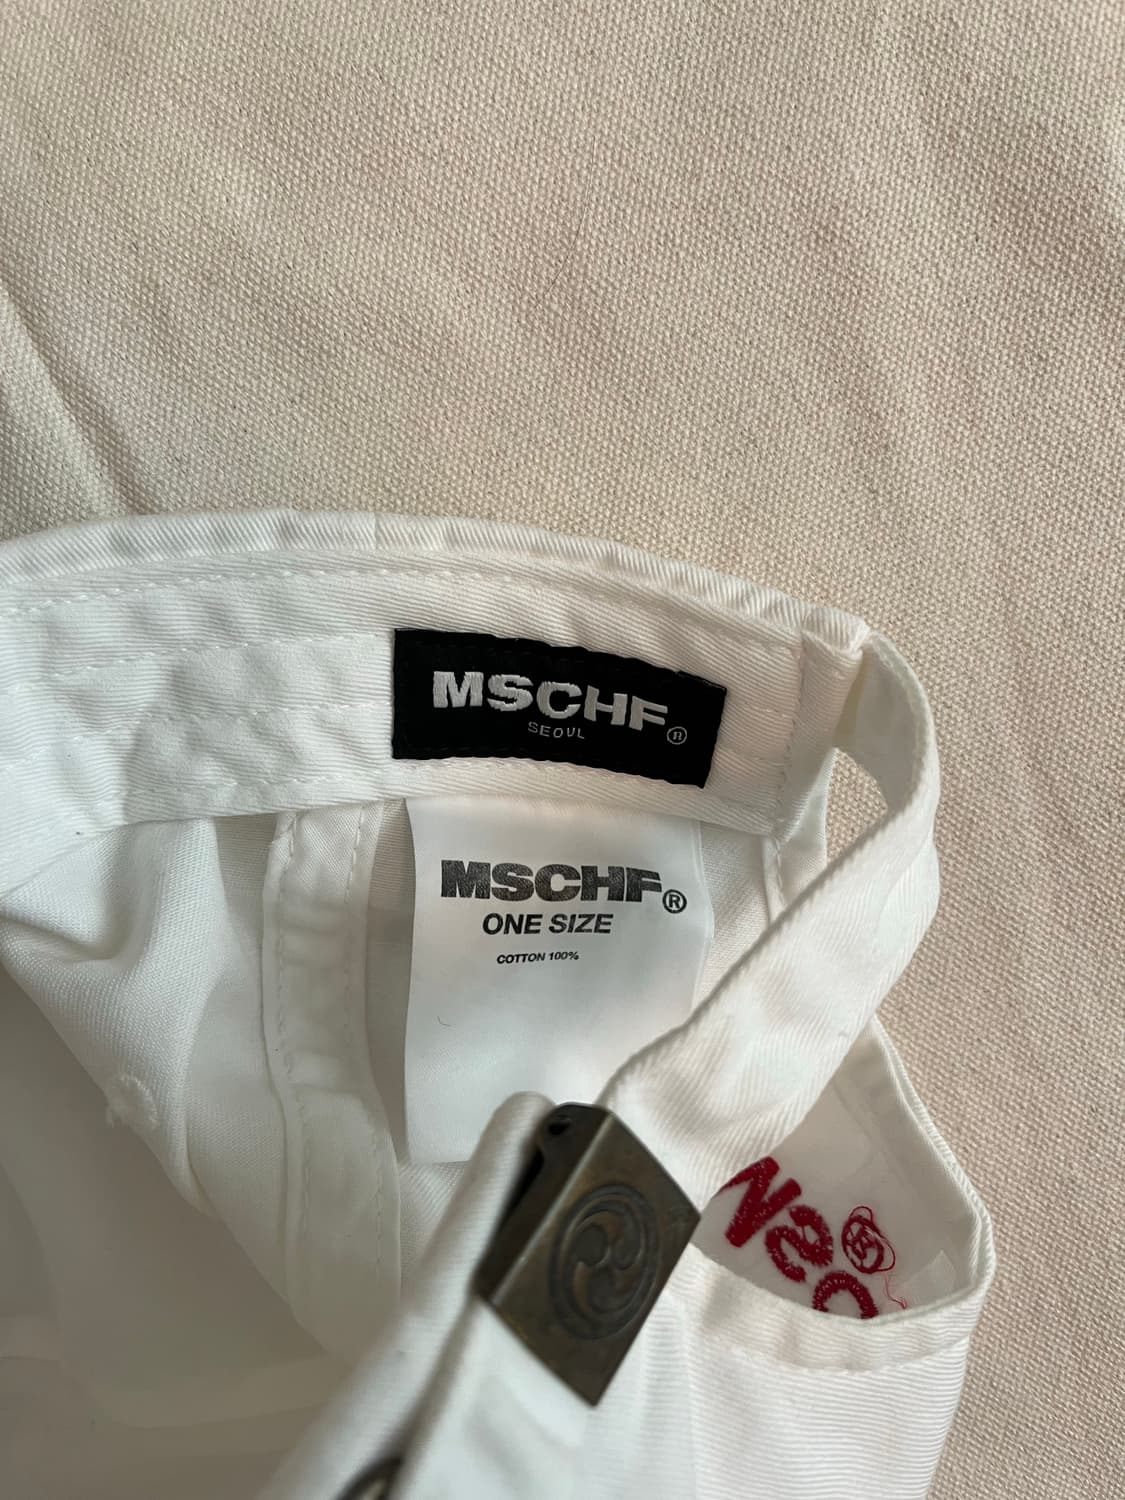 MSCHF®
SEOUL
MSCHF®
ONE SIZE
COTTON 100%